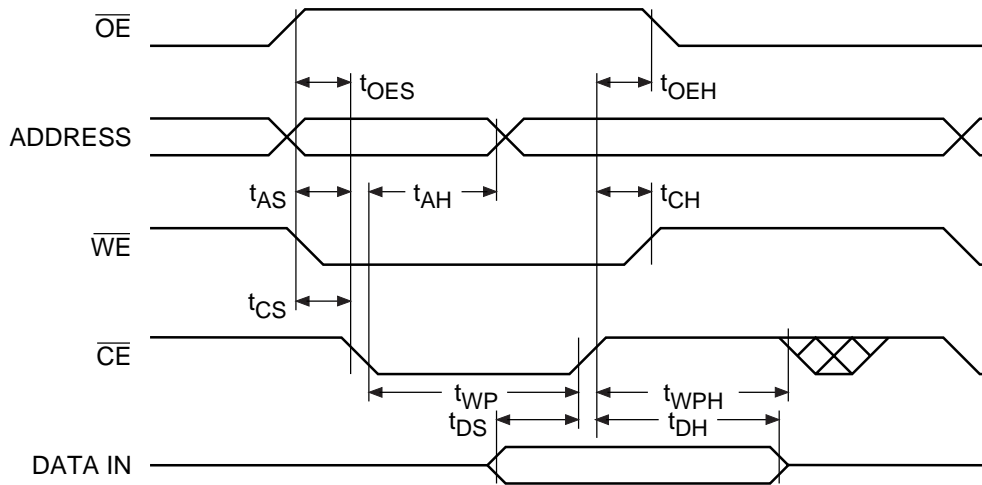 OE
tOES
tOEH
ADDRESS
tAS
tAH
tCH
WE
tCS
CE
tWP
tWPH
tDS
tDH
DATA IN